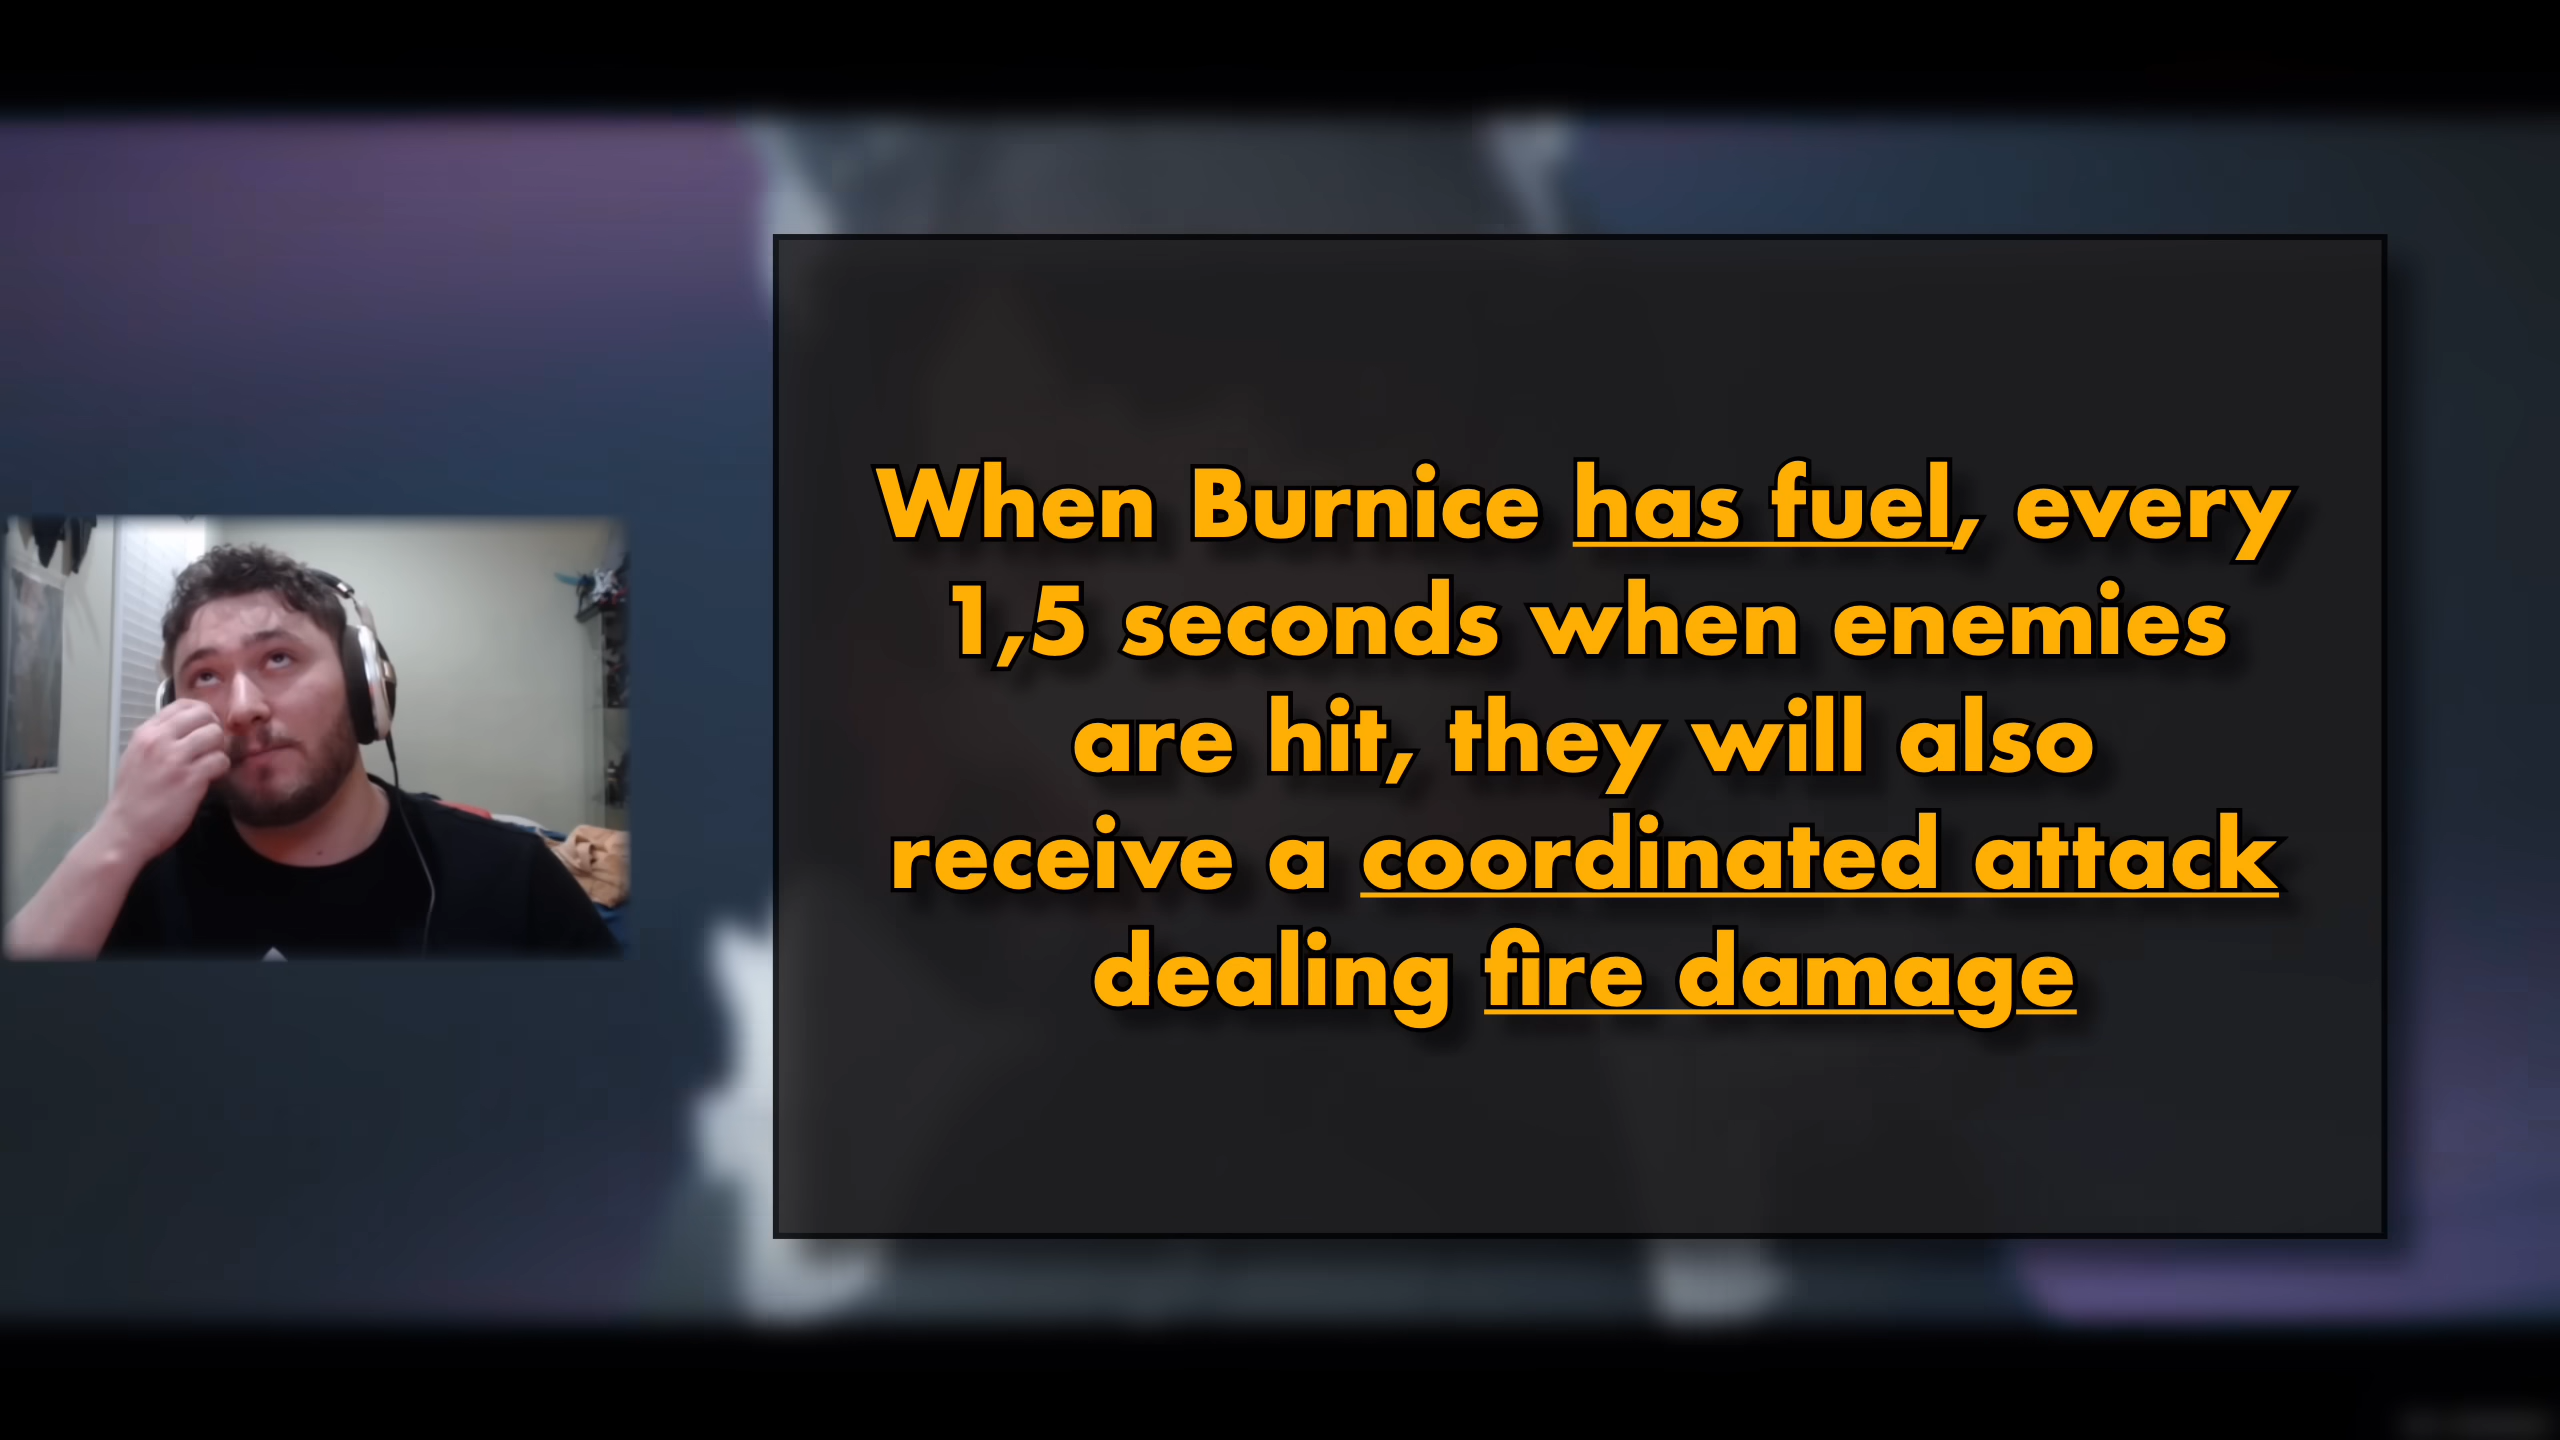 When Burnice has fuel, every
1,5 seconds when enemies
are hit, they will also
receive a coordinated attack
dealing fire damage